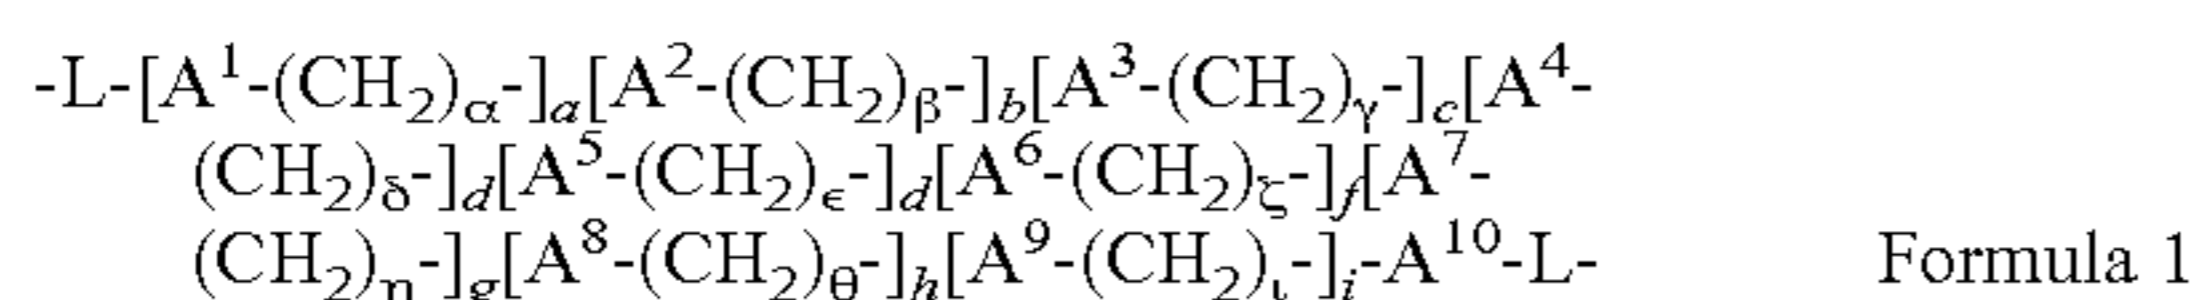 -L-[A¹-(CH₂)α-]a[A²-(CH₂)β-]b[A³-(CH₂)γ-]c[A⁴-
(CH₂)δ-]d[A⁵-(CH₂)ϵ-]d[A⁶-(CH₂)ζ-]f[A⁷-
(CH₂)η-]g[A⁸-(CH₂)θ-]h[A⁹-(CH₂)ι-]i-A¹⁰-L- Formula 1